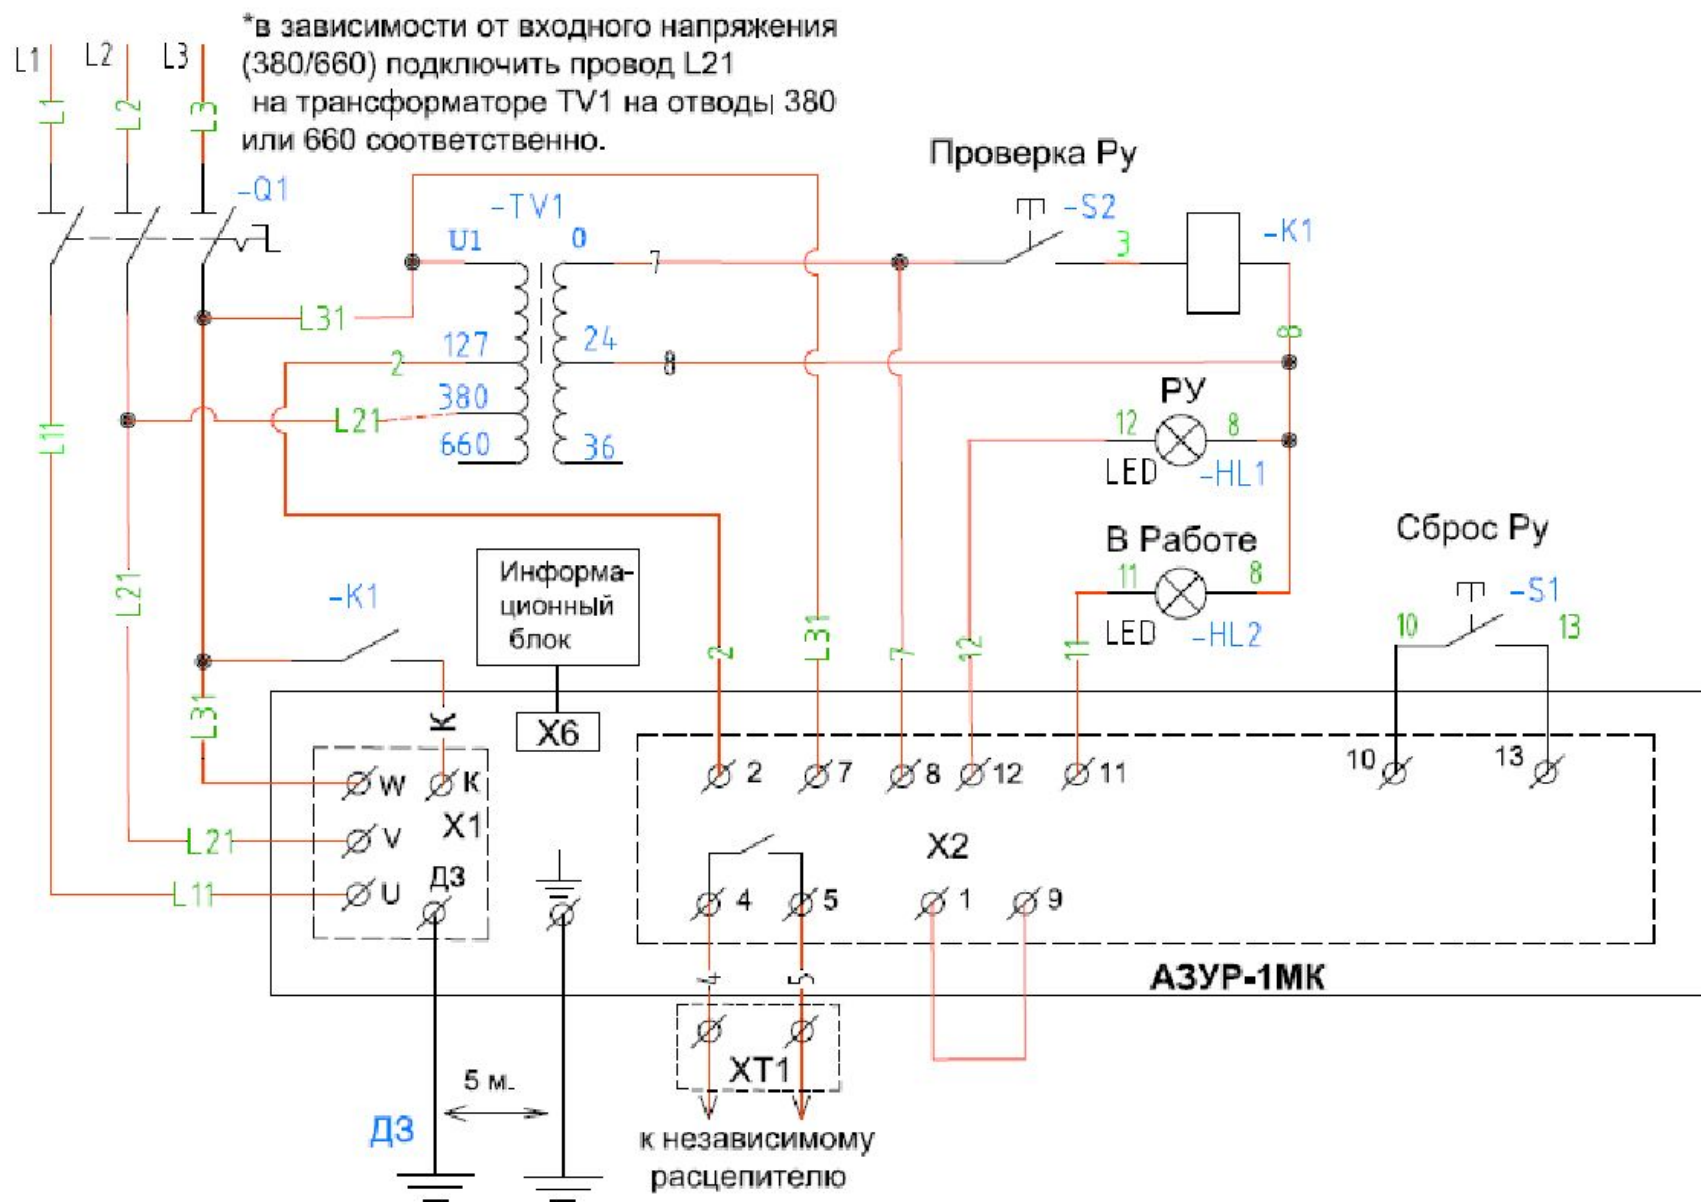 *в зависимости от входного напряжения
(380/660) подключить провод L21
на трансформаторе TV1 на отводы 380
или 660 соответственно.
L1
L2
L3
L1
L2
L3
-Q1
-TV1
U1
0
7
Проверка Ру
-S2
3
-K1
L31
127
2
24
8
8
380
L21
660
36
L11
РУ
12
8
LED
-HL1
Сброс Ру
В Работе
11
8
LED
-HL2
-S1
10
13
L21
-K1
Информа-
ционный
блок
2
L31
7
12
11
L31
К
X6
W
К
X1
2
7
8
12
11
10
13
L21
V
X2
L11
U
ДЗ
4
5
1
9
4
5
АЗУР-1МК
XT1
5 м.
ДЗ
к независимому
расцепителю